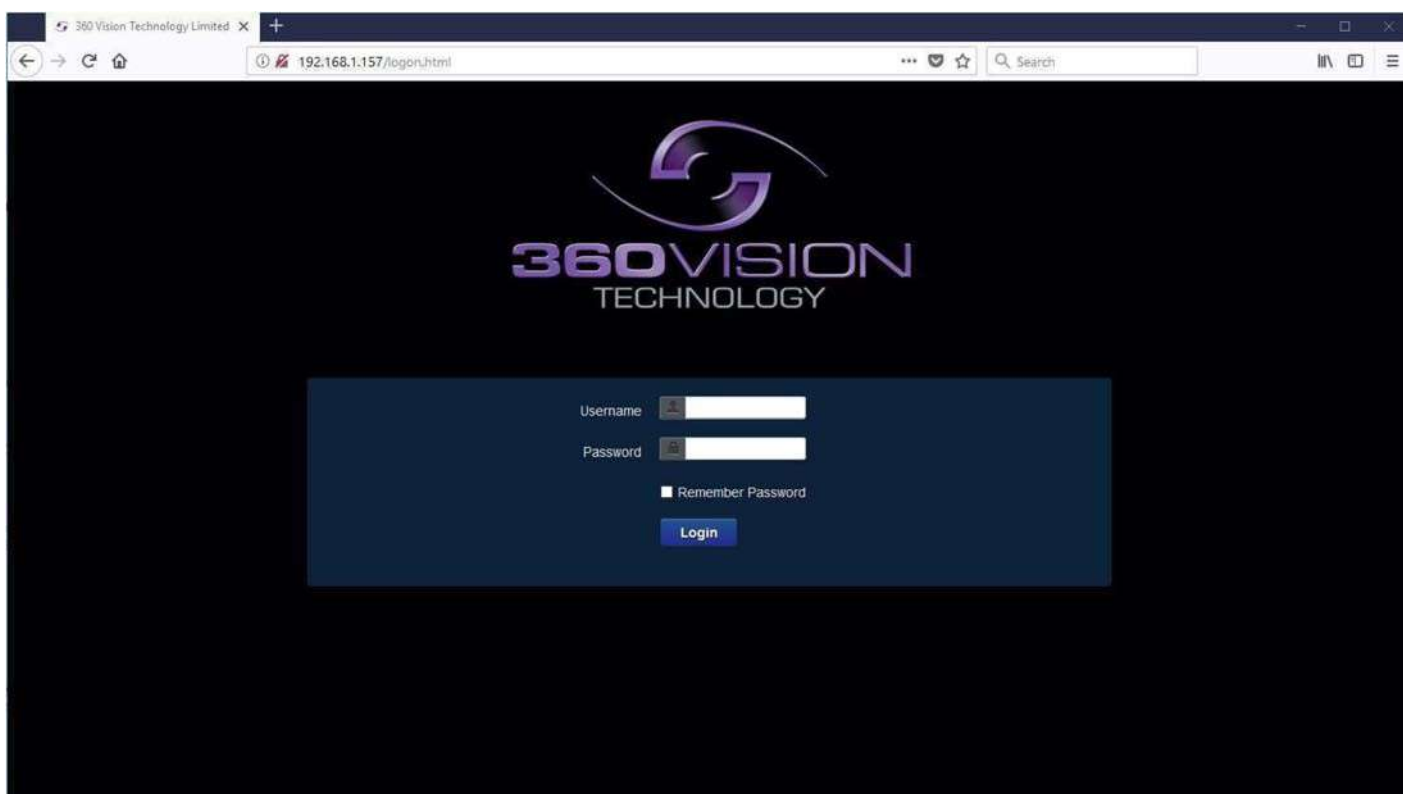 360 Vision Technology Limited
192.168.1.157/logon.html
Search
360VISION
TECHNOLOGY
Username
Password
Remember Password
Login